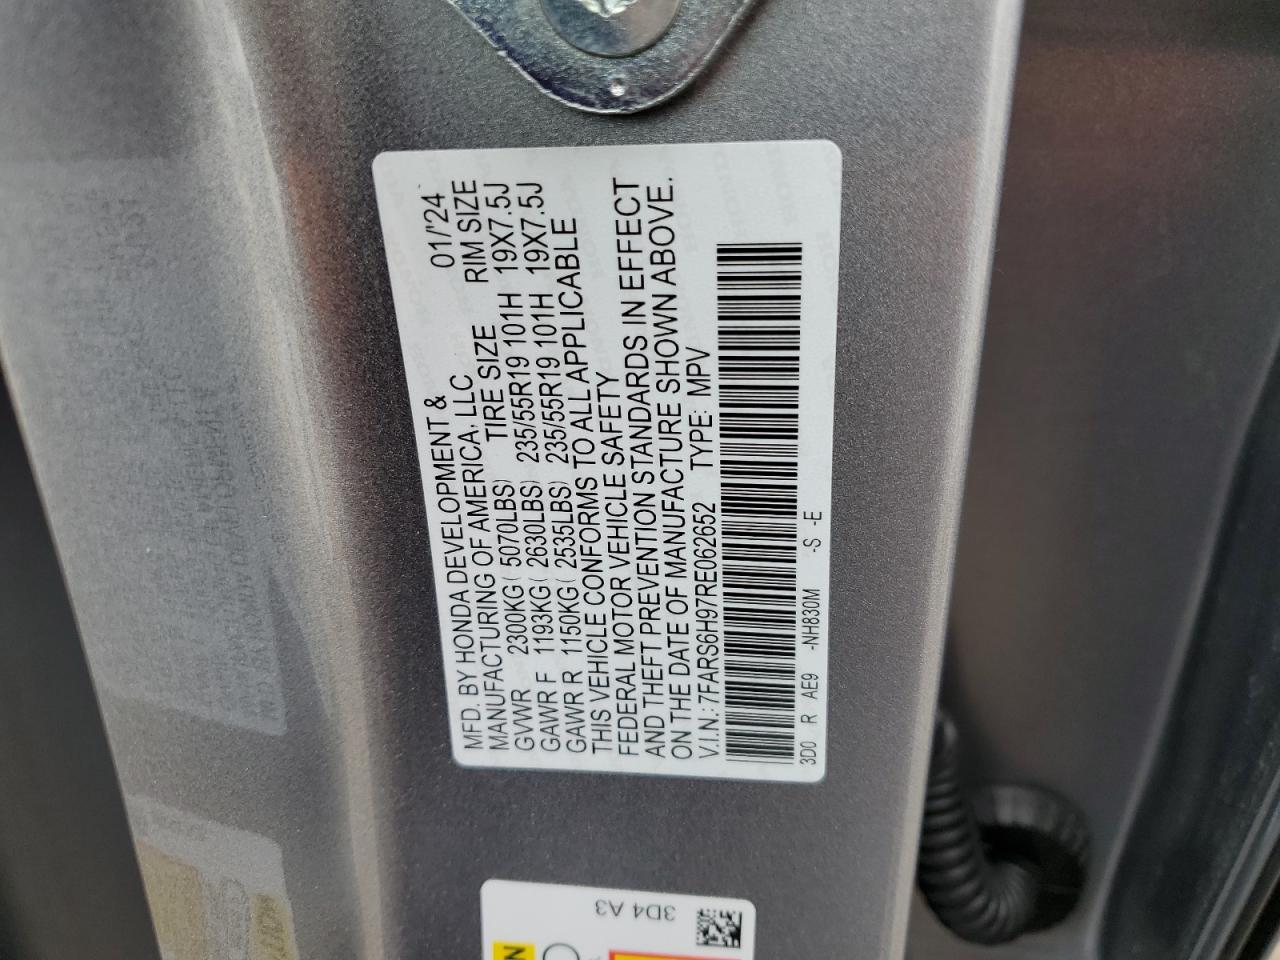 MFD. BY HONDA DEVELOPMENT & 01/'24
MANUFACTURING OF AMERICA, LLC
TIRE SIZE RIM SIZE
GVWR 2300KG( 5070LBS) 
GAWR F 1193KG( 2630LBS) 235/55R19 101H 19X7.5J
GAWR R 1150KG( 2535LBS) 235/55R19 101H 19X7.5J
THIS VEHICLE CONFORMS TO ALL APPLICABLE
FEDERAL MOTOR VEHICLE SAFETY
AND THEFT PREVENTION STANDARDS IN EFFECT
ON THE DATE OF MANUFACTURE SHOWN ABOVE.
V.I.N.: 7FARS6H97RE062652 TYPE: MPV
3D0 R AE9 -NH830M -S -E
3D4 A3